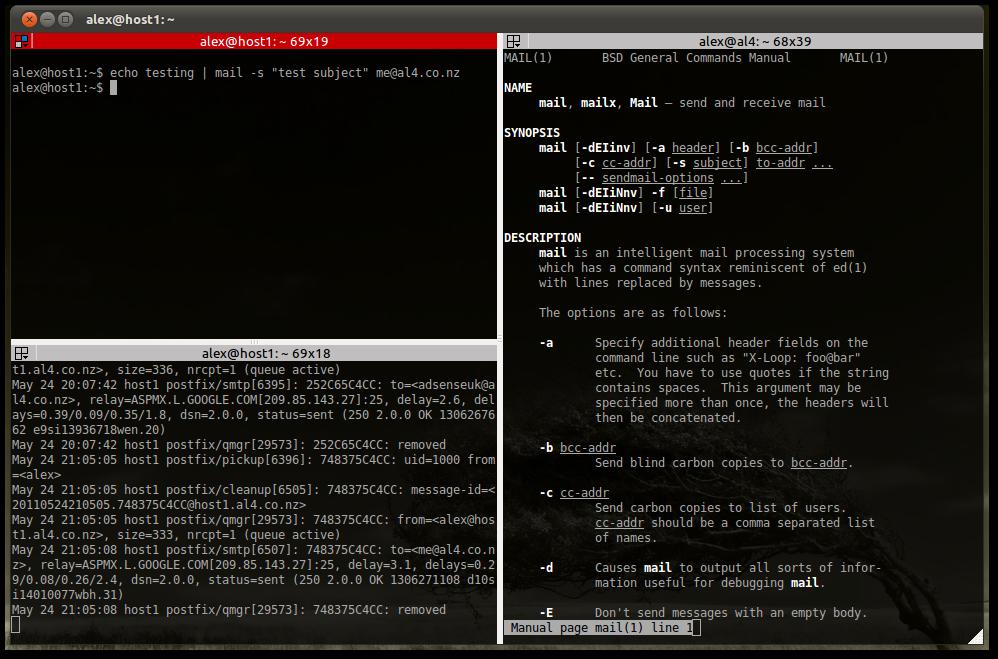 alex@host1: ~
alex@host1: ~ 69x19
alex@host1:~$ echo testing | mail -s "test subject" me@al4.co.nz
alex@host1:~$
alex@host1: ~ 69x18
t1.al4.co.nz>, size=336, nrcpt=1 (queue active)
May 24 20:07:42 host1 postfix/smtp[6395]: 252C65C4CC: to=<adsenseuk@a
l4.co.nz>, relay=ASPMX.L.GOOGLE.COM[209.85.143.27]:25, delay=2.6, del
ays=0.39/0.09/0.35/1.8, dsn=2.0.0, status=sent (250 2.0.0 OK 13062676
62 e9si13936718wen.20)
May 24 20:07:42 host1 postfix/qmgr[29573]: 252C65C4CC: removed
May 24 21:05:05 host1 postfix/pickup[6396]: 748375C4CC: uid=1000 from
=<alex>
May 24 21:05:05 host1 postfix/cleanup[6505]: 748375C4CC: message-id=<
20110524210505.748375C4CC@host1.al4.co.nz>
May 24 21:05:05 host1 postfix/qmgr[29573]: 748375C4CC: from=<alex@hos
t1.al4.co.nz>, size=333, nrcpt=1 (queue active)
May 24 21:05:08 host1 postfix/smtp[6507]: 748375C4CC: to=<me@al4.co.n
z>, relay=ASPMX.L.GOOGLE.COM[209.85.143.27]:25, delay=3.1, delays=0.2
9/0.08/0.26/2.4, dsn=2.0.0, status=sent (250 2.0.0 OK 1306271108 d10s
i14010077wbh.31)
May 24 21:05:08 host1 postfix/qmgr[29573]: 748375C4CC: removed
alex@al4: ~ 68x39
MAIL(1) BSD General Commands Manual MAIL(1)
NAME
mail, mailx, Mail — send and receive mail
SYNOPSIS
mail [-dEIinv] [-a header] [-b bcc-addr]
[-c cc-addr] [-s subject] to-addr ...
[-- sendmail-options ...]
mail [-dEIiNnv] -f [file]
mail [-dEIiNnv] [-u user]
DESCRIPTION
mail is an intelligent mail processing system
which has a command syntax reminiscent of ed(1)
with lines replaced by messages.
The options are as follows:
-a Specify additional header fields on the
command line such as "X-Loop: foo@bar"
etc. You have to use quotes if the string
contains spaces. This argument may be
specified more than once, the headers will
then be concatenated.
-b bcc-addr
Send blind carbon copies to bcc-addr.
-c cc-addr
Send carbon copies to list of users.
cc-addr should be a comma separated list
of names.
-d Causes mail to output all sorts of infor-
mation useful for debugging mail.
-E Don't send messages with an empty body.
Manual page mail(1) line 1